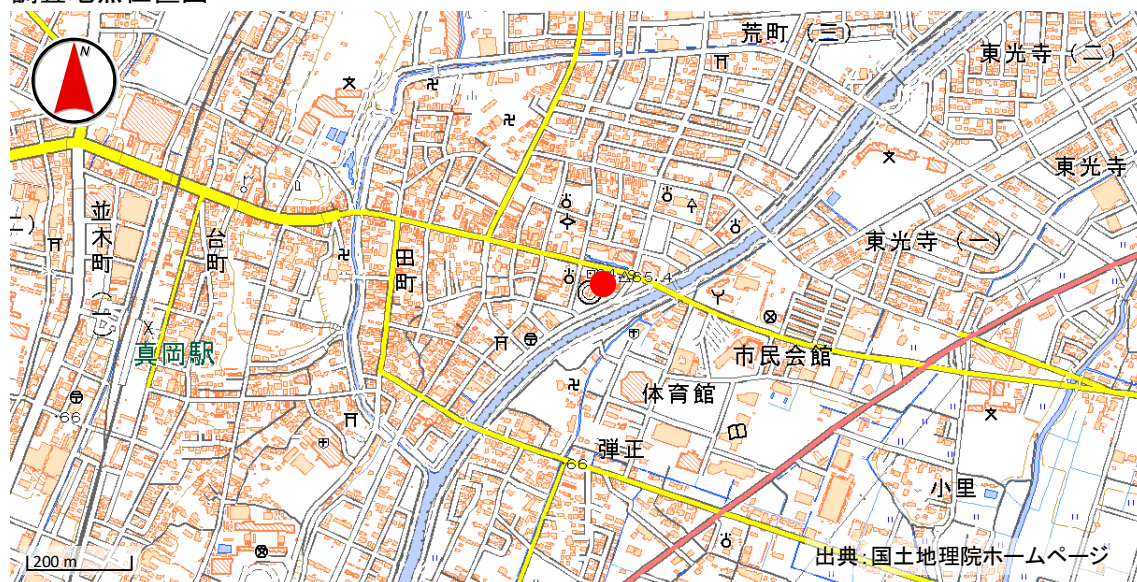 N
荒町（三）
東光寺（二）
東光寺
東光寺（一）
並木町（一）
台町
田町
真岡駅
市民会館
体育館
弾正
小里
66
66
200 m
出典：国土地理院ホームページ